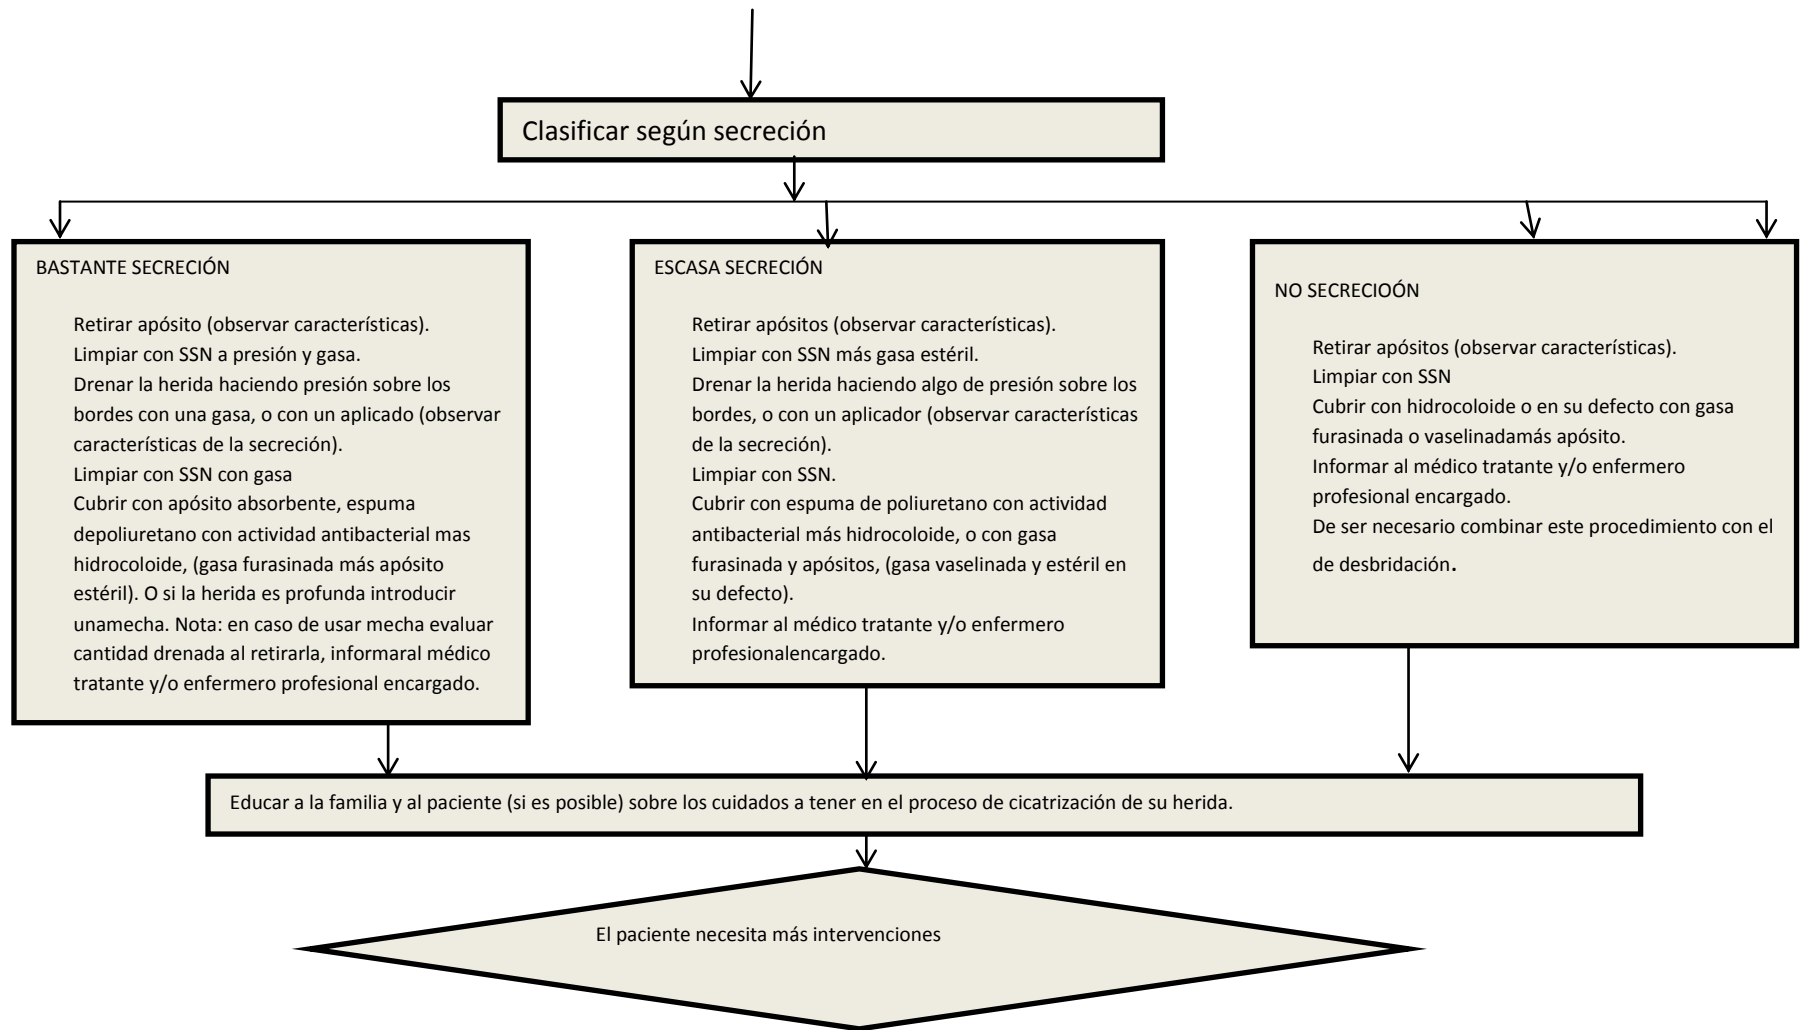 Clasificar según secreción
BASTANTE SECRECIÓN
Retirar apósito (observar características).
Limpiar con SSN a presión y gasa.
Drenar la herida haciendo presión sobre los
bordes con una gasa, o con un aplicado (observar
características de la secreción).
Limpiar con SSN con gasa
Cubrir con apósito absorbente, espuma
depoliuretano con actividad antibacterial mas
hidrocoloide, (gasa furasinada más apósito
estéril). O si la herida es profunda introducir
unamecha. Nota: en caso de usar mecha evaluar
cantidad drenada al retirarla, informaral médico
tratante y/o enfermero profesional encargado.
ESCASA SECRECIÓN
Retirar apósitos (observar características).
Limpiar con SSN más gasa estéril.
Drenar la herida haciendo algo de presión sobre los
bordes, o con un aplicador (observar características
de la secreción).
Limpiar con SSN.
Cubrir con espuma de poliuretano con actividad
antibacterial más hidrocoloide, o con gasa
furasinada y apósitos, (gasa vaselinada y estéril en
su defecto).
Informar al médico tratante y/o enfermero
profesionalencargado.
NO SECRECIOÓN
Retirar apósitos (observar características).
Limpiar con SSN
Cubrir con hidrocoloide o en su defecto con gasa
furasinada o vaselinadamás apósito.
Informar al médico tratante y/o enfermero
profesional encargado.
De ser necesario combinar este procedimiento con el
de desbridación.
Educar a la familia y al paciente (si es posible) sobre los cuidados a tener en el proceso de cicatrización de su herida.
El paciente necesita más intervenciones